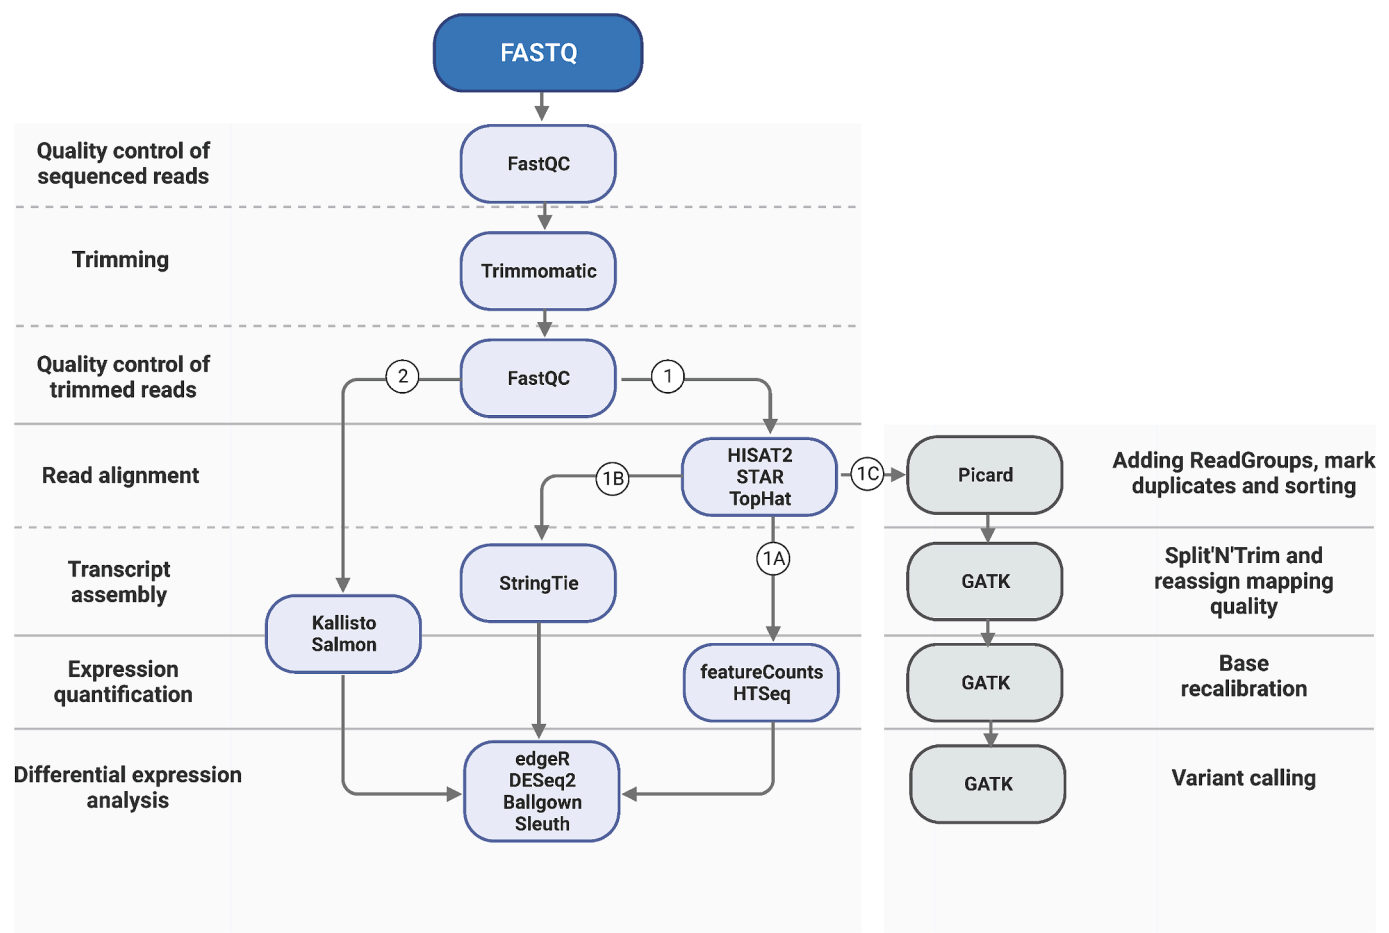 FASTQ
Quality control of
sequenced reads
FastQC
Trimming
Trimmomatic
Quality control of
trimmed reads
2
FastQC
1
Read alignment
1B
HISAT2
STAR
TopHat
1C
Picard
Adding ReadGroups, mark
duplicates and sorting
1A
Transcript
assembly
StringTie
GATK
Split'N'Trim and
reassign mapping
quality
Kallisto
Salmon
Expression
quantification
featureCounts
HTSeq
GATK
Base
recalibration
Differential expression
analysis
edgeR
DESeq2
Ballgown
Sleuth
GATK
Variant calling